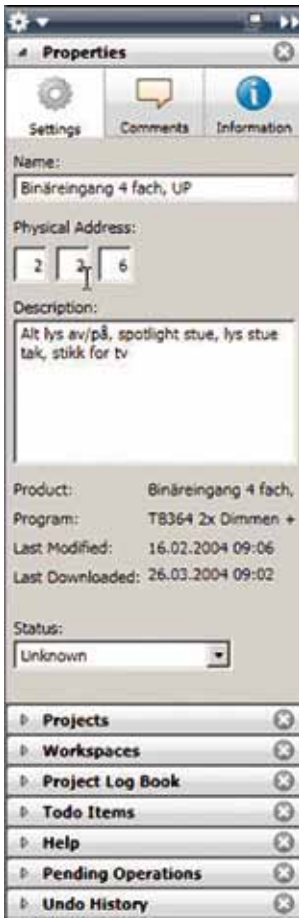 Properties
Settings
Comments
Information
Name:
Binäreingang 4 fach, UP
Physical Address:
2 2 6
Description:
Alt lys av/på, spotlight stue, lys stue
tak, stikk for tv
Product: Binäreingang 4 fach,
Program: T8364 2x Dimmen +
Last Modified: 16.02.2004 09:06
Last Downloaded: 26.03.2004 09:02
Status:
Unknown
Projects
Workspaces
Project Log Book
Todo Items
Help
Pending Operations
Undo History